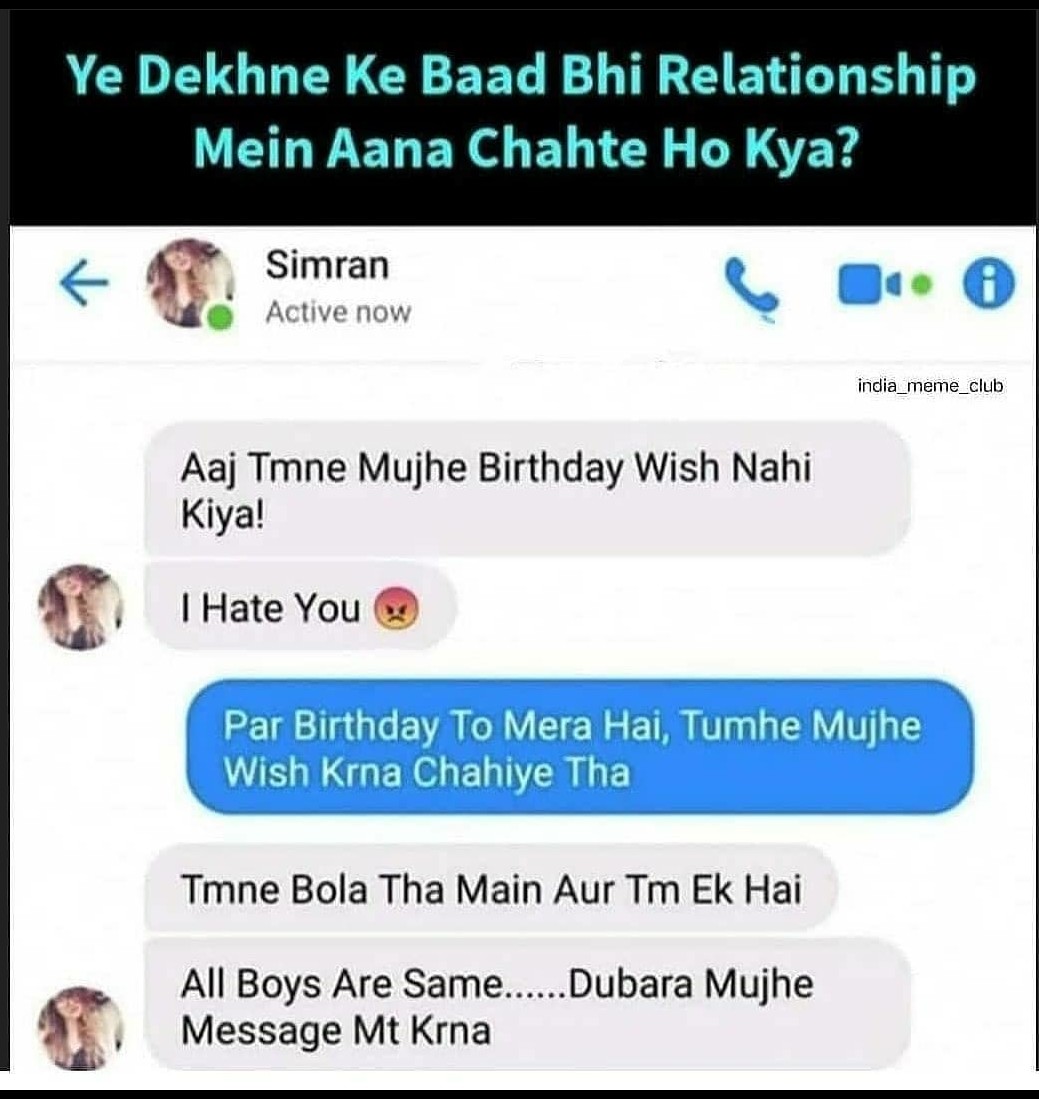 Ye Dekhne Ke Baad Bhi Relationship
Mein Aana Chahte Ho Kya?
Simran
Active now
india_meme_club
Aaj Tmne Mujhe Birthday Wish Nahi
Kiya!
I Hate You 😡
Par Birthday To Mera Hai, Tumhe Mujhe
Wish Krna Chahiye Tha
Tmne Bola Tha Main Aur Tm Ek Hai
All Boys Are Same......Dubara Mujhe
Message Mt Krna